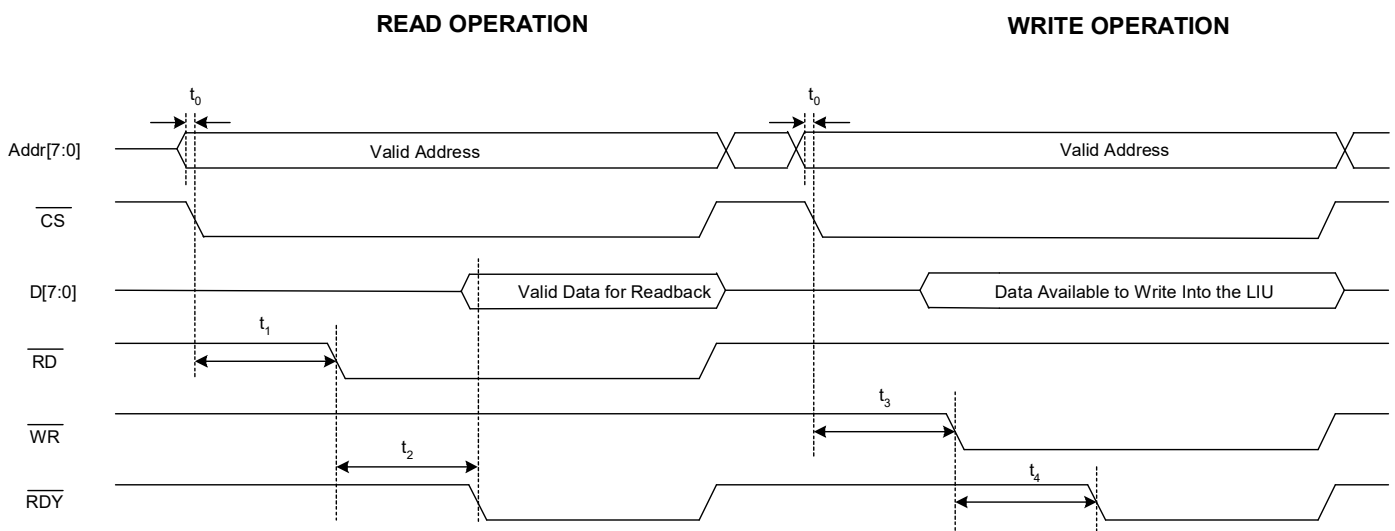 READ OPERATION WRITE OPERATION
t0 t0
Addr[7:0] Valid Address Valid Address
CS
D[7:0] Valid Data for Readback Data Available to Write Into the LIU
t1
RD
t3
WR
t2 t4
RDY